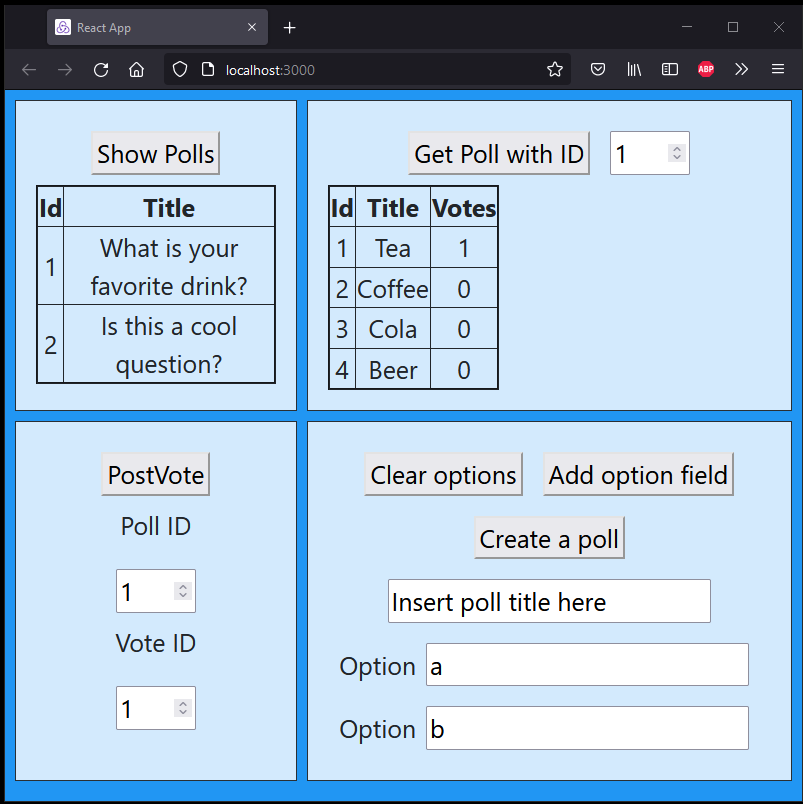 React App
localhost:3000
ABP
Show Polls
Id Title
1 What is your
favorite drink?
2 Is this a cool
question?
Get Poll with ID 1
Id Title Votes
1 Tea 1
2 Coffee 0
3 Cola 0
4 Beer 0
PostVote
Poll ID
1
Vote ID
1
Clear options Add option field
Create a poll
Insert poll title here
Option a
Option b